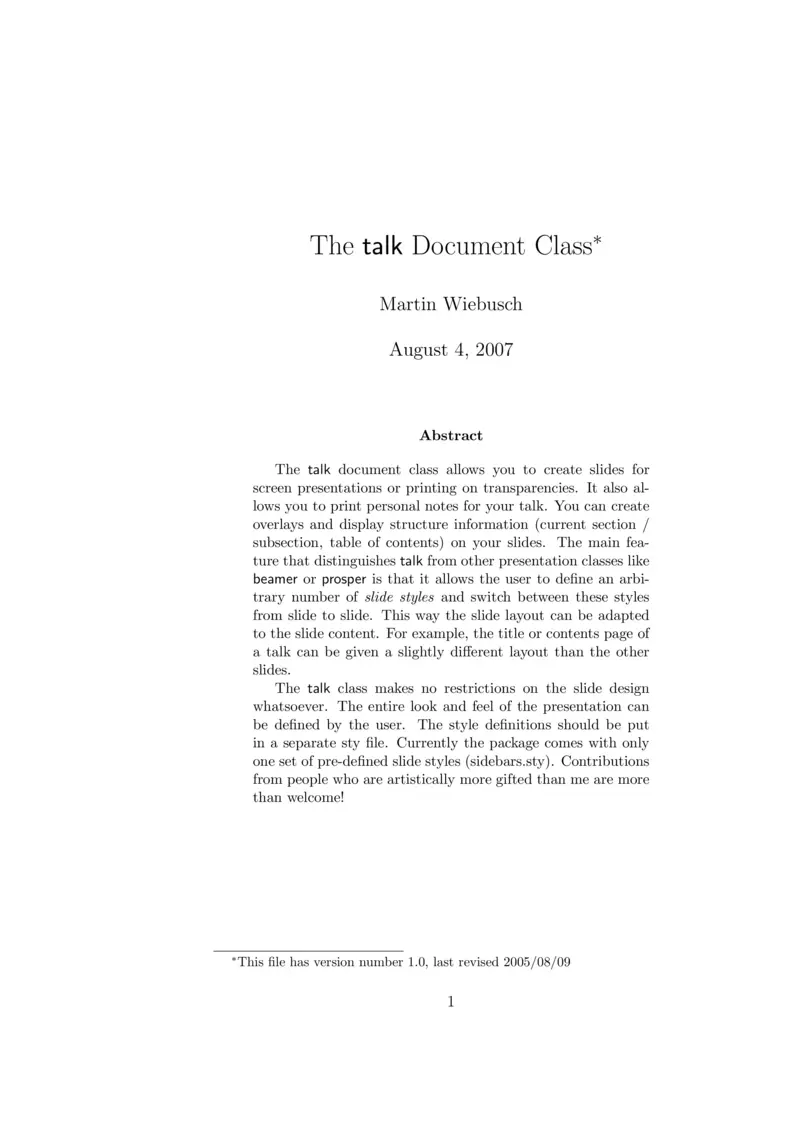 The talk Document Class*
Martin Wiebusch
August 4, 2007
Abstract
The talk document class allows you to create slides for
screen presentations or printing on transparencies. It also al-
lows you to print personal notes for your talk. You can create
overlays and display structure information (current section /
subsection, table of contents) on your slides. The main fea-
ture that distinguishes talk from other presentation classes like
beamer or prosper is that it allows the user to define an arbi-
trary number of slide styles and switch between these styles
from slide to slide. This way the slide layout can be adapted
to the slide content. For example, the title or contents page of
a talk can be given a slightly different layout than the other
slides.
The talk class makes no restrictions on the slide design
whatsoever. The entire look and feel of the presentation can
be defined by the user. The style definitions should be put
in a separate sty file. Currently the package comes with only
one set of pre-defined slide styles (sidebars.sty). Contributions
from people who are artistically more gifted than me are more
than welcome!
*This file has version number 1.0, last revised 2005/08/09
1